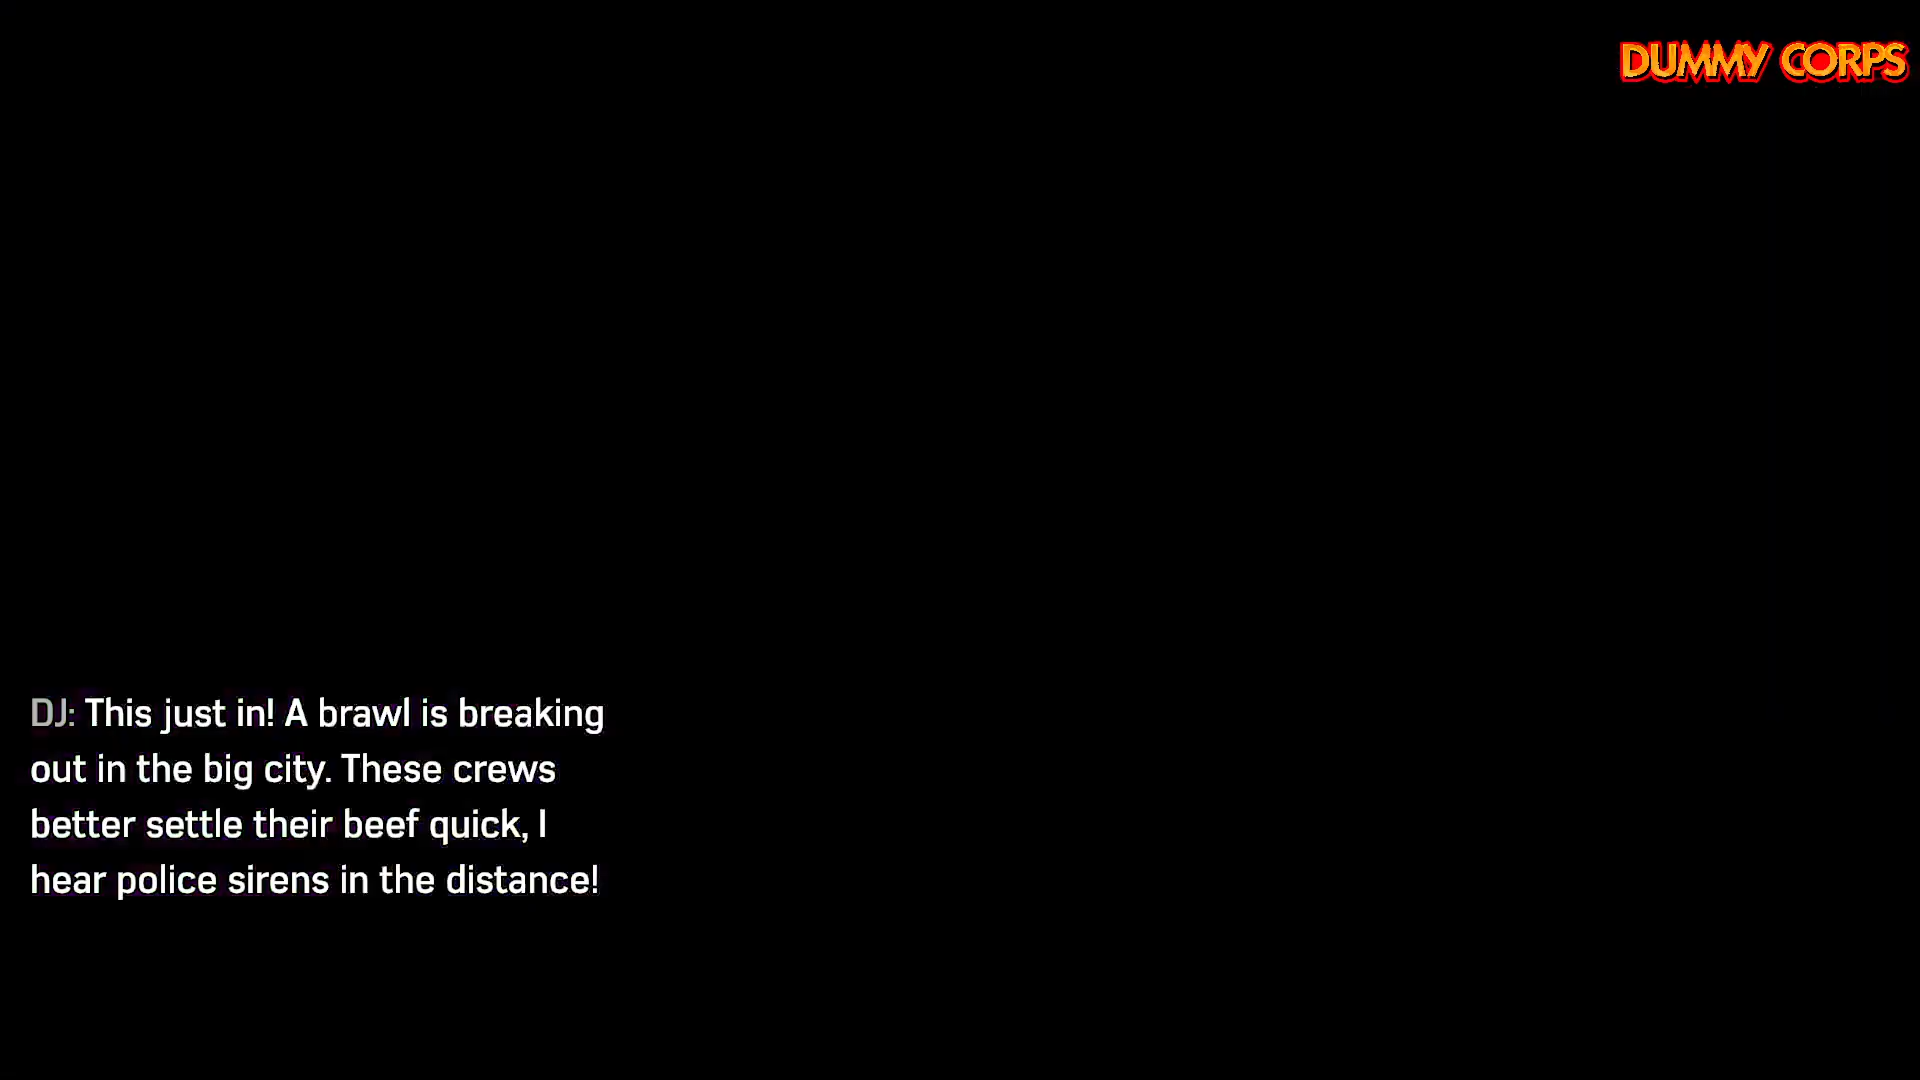 DUMMY CORPS
DJ: This just in! A brawl is breaking
out in the big city. These crews
better settle their beef quick, I
hear police sirens in the distance!